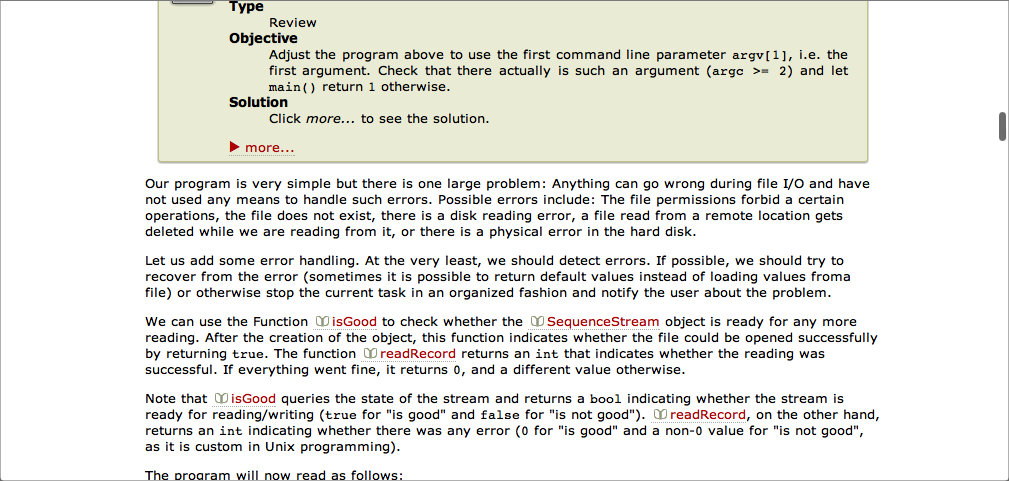 Type
Review
Objective
Adjust the program above to use the first command line parameter argv[1], i.e. the
first argument. Check that there actually is such an argument (argc >= 2) and let
main() return 1 otherwise.
Solution
Click more... to see the solution.
more...
Our program is very simple but there is one large problem: Anything can go wrong during file I/O and have
not used any means to handle such errors. Possible errors include: The file permissions forbid a certain
operations, the file does not exist, there is a disk reading error, a file read from a remote location gets
deleted while we are reading from it, or there is a physical error in the hard disk.
Let us add some error handling. At the very least, we should detect errors. If possible, we should try to
recover from the error (sometimes it is possible to return default values instead of loading values froma
file) or otherwise stop the current task in an organized fashion and notify the user about the problem.
We can use the Function isGood to check whether the SequenceStream object is ready for any more
reading. After the creation of the object, this function indicates whether the file could be opened successfully
by returning true. The function readRecord returns an int that indicates whether the reading was
successful. If everything went fine, it returns 0, and a different value otherwise.
Note that isGood queries the state of the stream and returns a bool indicating whether the stream is
ready for reading/writing (true for "is good" and false for "is not good"). readRecord, on the other hand,
returns an int indicating whether there was any error (0 for "is good" and a non-0 value for "is not good",
as it is custom in Unix programming).
The program will now read as follows: